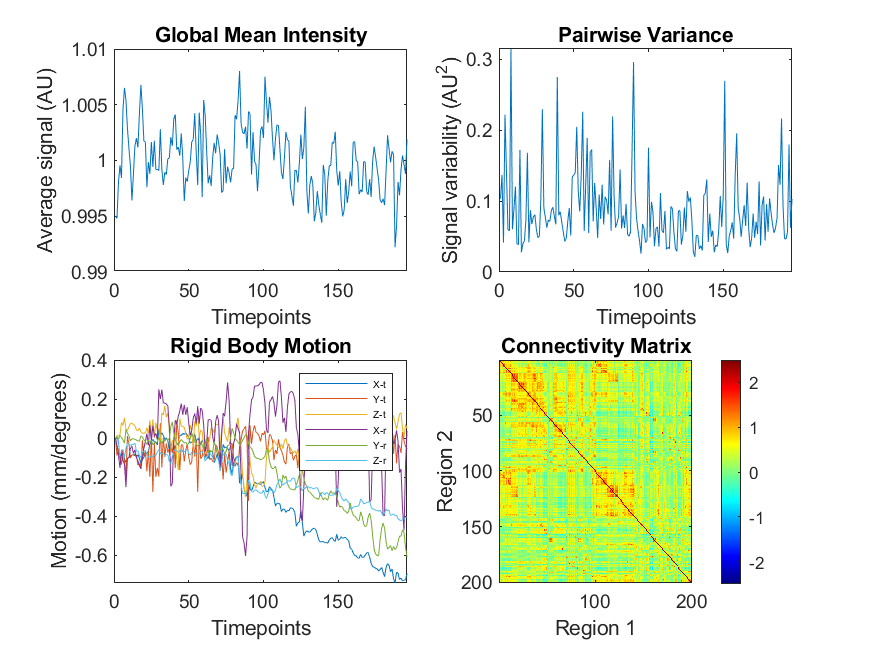 Global Mean Intensity
1.01
1.005
1
0.995
0.99
Average signal (AU)
0 50 100 150
Timepoints
Pairwise Variance
0.3
0.2
0.1
0
Signal variability (AU²)
0 50 100 150
Timepoints
Rigid Body Motion
0.4
0.2
0
-0.2
-0.4
-0.6
Motion (mm/degrees)
X-t
Y-t
Z-t
X-r
Y-r
Z-r
0 50 100 150
Timepoints
Connectivity Matrix
50
100
150
200
Region 2
100 200
Region 1
2
1
0
-1
-2